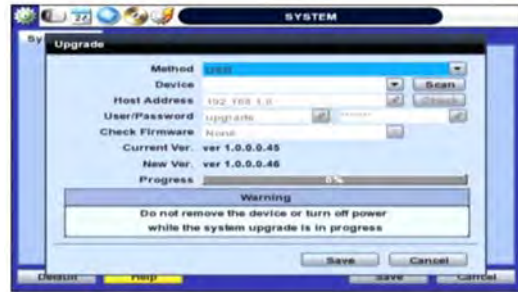 SYSTEM
Sy
Upgrade
Method USB
Device Scan
Host Address 192.168.1.0 Check
User/Password upgrade ******
Check Firmware None
Current Ver. ver 1.0.0.0.45
New Ver. ver 1.0.0.0.46
Progress 0%
Warning
Do not remove the device or turn off power
while the system upgrade is in progress
Save Cancel
Default Help Save Cancel